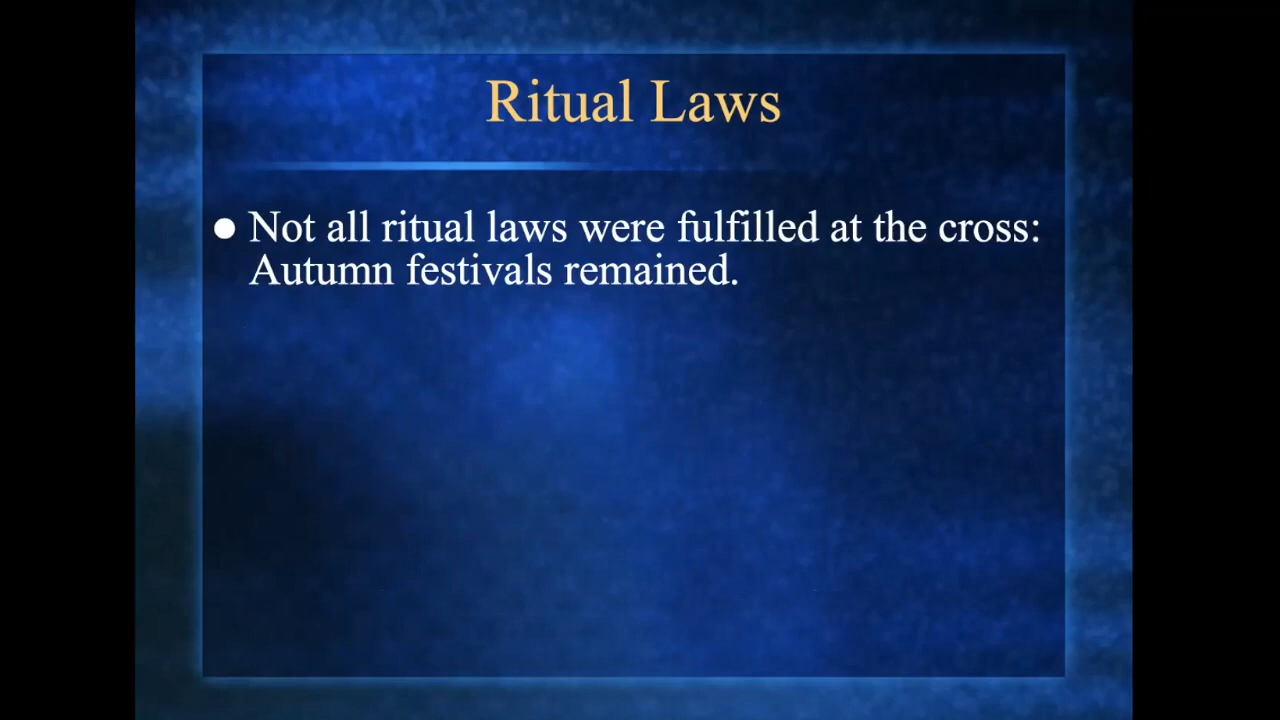 Ritual Laws
● Not all ritual laws were fulfilled at the cross:
Autumn festivals remained.